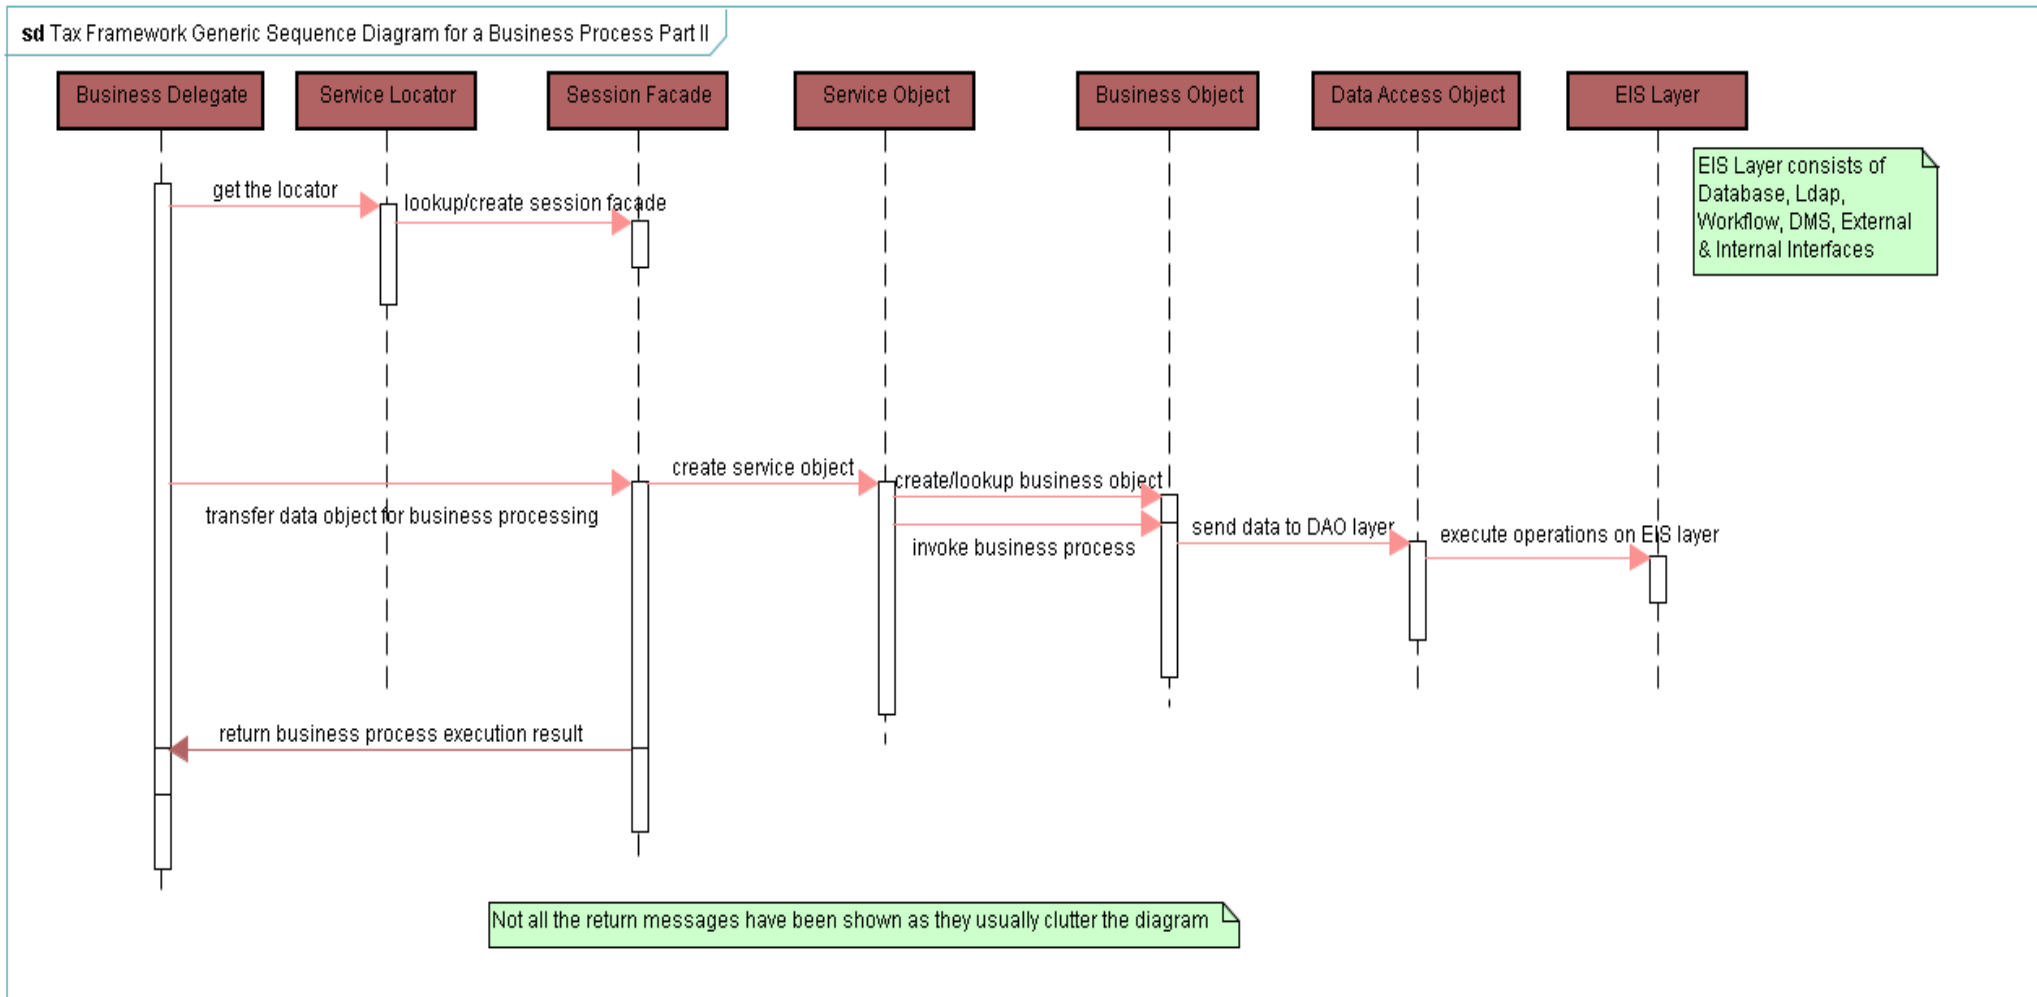 sd Tax Framework Generic Sequence Diagram for a Business Process Part II
Business Delegate
Service Locator
Session Facade
Service Object
Business Object
Data Access Object
EIS Layer
EIS Layer consists of
Database, Ldap,
Workflow, DMS, External
& Internal Interfaces
get the locator
lookup/create session facade
create service object
create/lookup business object
transfer data object for business processing
send data to DAO layer
execute operations on EIS layer
invoke business process
return business process execution result
Not all the return messages have been shown as they usually clutter the diagram